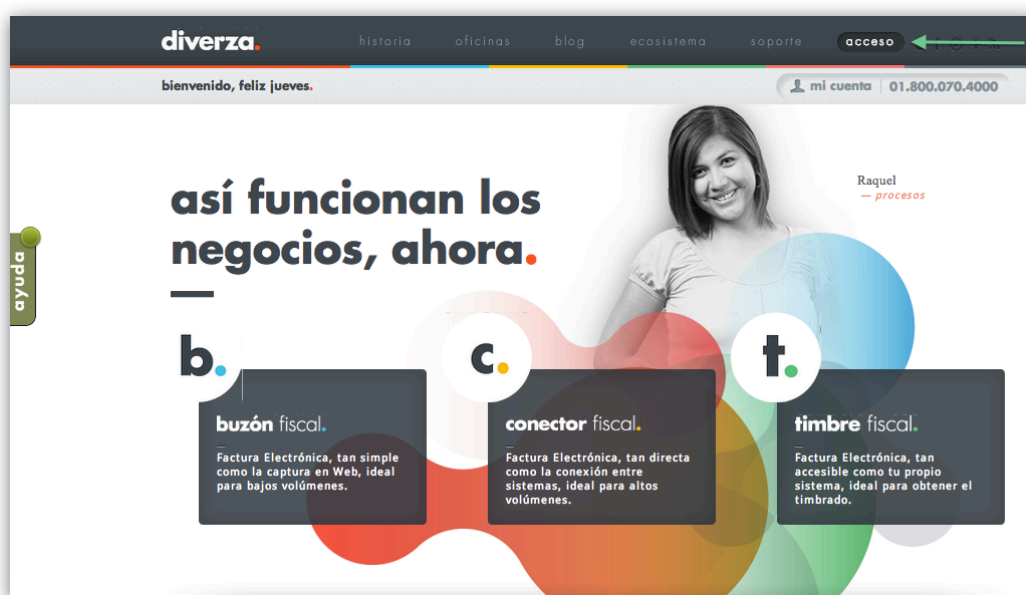 diverza.
historia oficinas blog ecosistema soporte acceso
bienvenido, feliz jueves.
mi cuenta | 01.800.070.4000
así funcionan los
negocios, ahora.
Raquel
— procesos
ayuda
b.
buzón fiscal.
Factura Electrónica, tan simple
como la captura en Web, ideal
para bajos volúmenes.
c.
conector fiscal.
Factura Electrónica, tan directa
como la conexión entre
sistemas, ideal para altos
volúmenes.
t.
timbre fiscal.
Factura Electrónica, tan
accesible como tu propio
sistema, ideal para obtener el
timbrado.